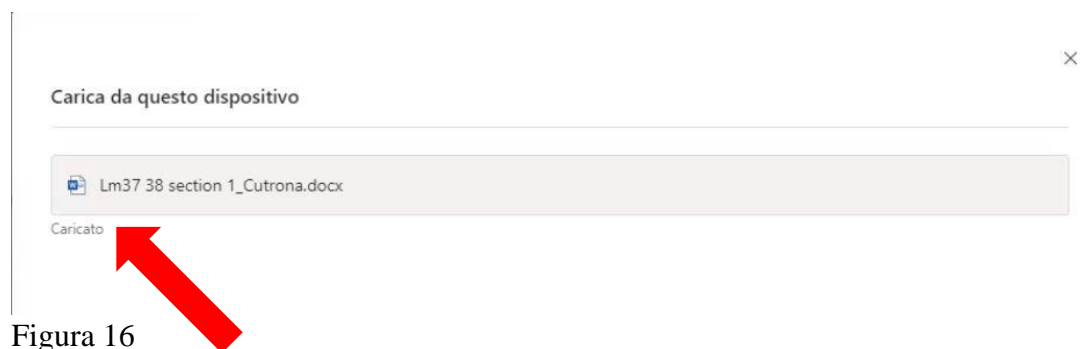 Carica da questo dispositivo
Lm37 38 section 1_Cutrona.docx
Caricato
Figura 16